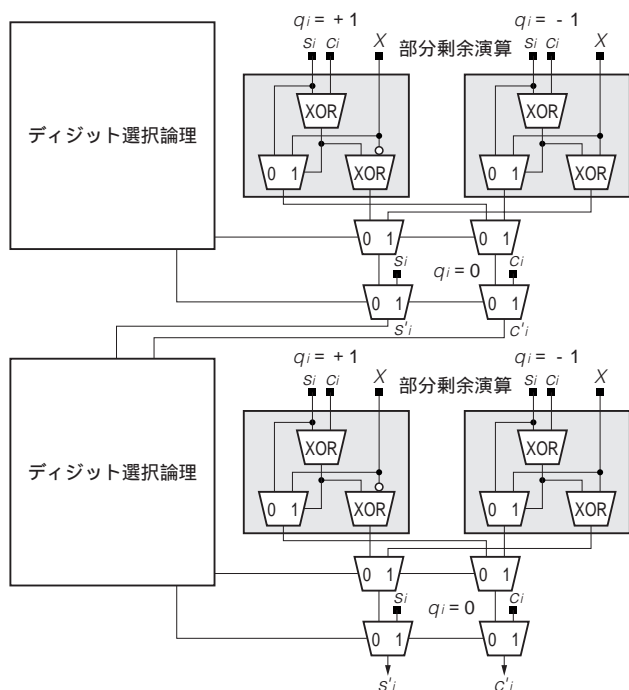 qi = + 1
qi = - 1
si ci X 部分剰余演算 si ci X
XOR XOR
ディジット選択論理
0 1 XOR 0 1 XOR
0 1 0 1
si qi = 0 ci
0 1 0 1
s'i c'i
qi = + 1
qi = - 1
si ci X 部分剰余演算 si ci X
XOR XOR
ディジット選択論理
0 1 XOR 0 1 XOR
0 1 0 1
si qi = 0 ci
0 1 0 1
s'i c'i